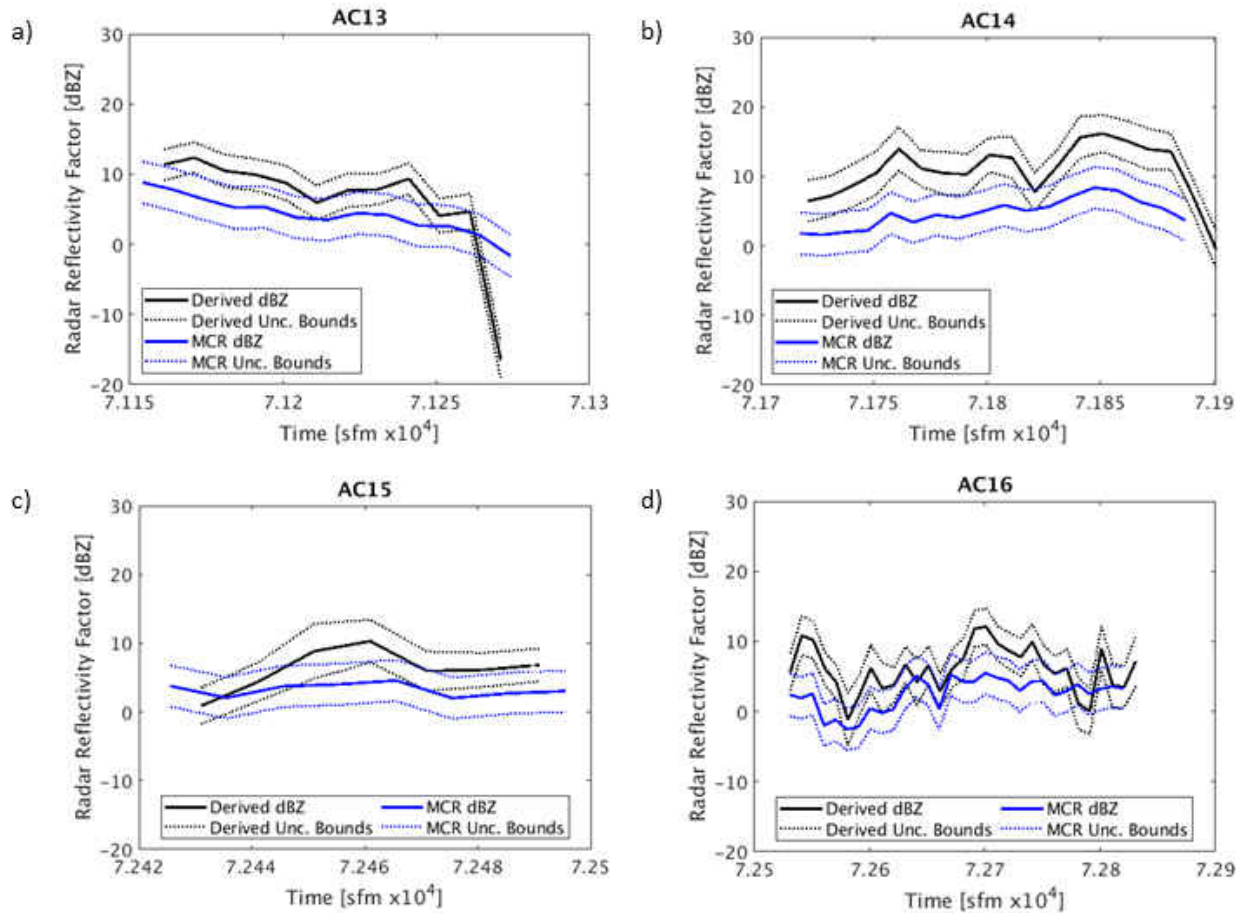 a)
AC13
Radar Reflectivity Factor [dBZ]
30
20
10
0
−10
−20
Derived dBZ
Derived Unc. Bounds
MCR dBZ
MCR Unc. Bounds
7.115
7.12
7.125
7.13
Time [sfm x10⁴]
b)
AC14
Radar Reflectivity Factor [dBZ]
30
20
10
0
−10
−20
Derived dBZ
Derived Unc. Bounds
MCR dBZ
MCR Unc. Bounds
7.17
7.175
7.18
7.185
7.19
Time [sfm x10⁴]
c)
AC15
Radar Reflectivity Factor [dBZ]
30
20
10
0
−10
−20
Derived dBZ
MCR dBZ
Derived Unc. Bounds
MCR Unc. Bounds
7.242
7.244
7.246
7.248
7.25
Time [sfm x10⁴]
d)
AC16
Radar Reflectivity Factor [dBZ]
30
20
10
0
−10
−20
Derived dBZ
MCR dBZ
Derived Unc. Bounds
MCR Unc. Bounds
7.25
7.26
7.27
7.28
7.29
Time [sfm x10⁴]